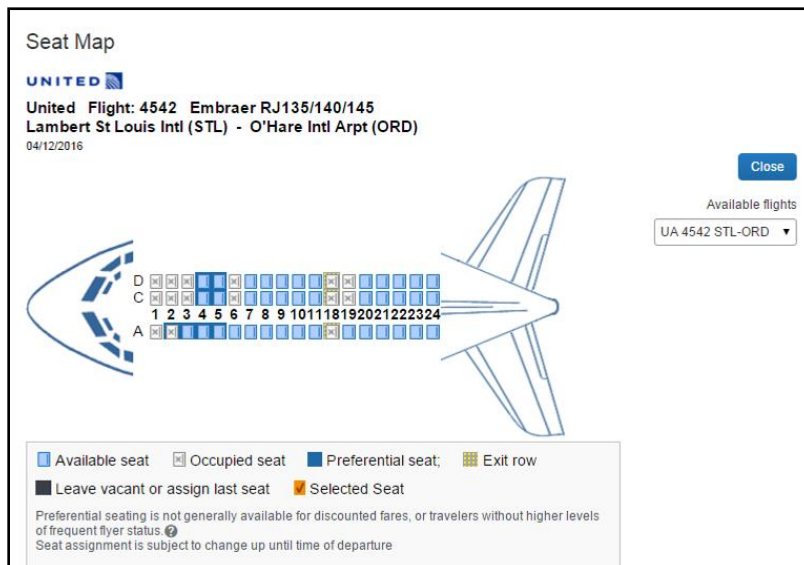 Seat Map
UNITED
United Flight: 4542 Embraer RJ135/140/145
Lambert St Louis Intl (STL) - O'Hare Intl Arpt (ORD)
04/12/2016
Close
Available flights
UA 4542 STL-ORD
D
C
1 2 3 4 5 6 7 8 9 10 11 18 19 20 21 22 23 24
A
Available seat Occupied seat Preferential seat; Exit row
Leave vacant or assign last seat Selected Seat
Preferential seating is not generally available for discounted fares, or travelers without higher levels
of frequent flyer status.
Seat assignment is subject to change up until time of departure